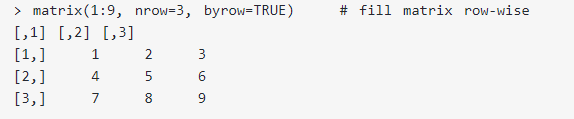 > matrix(1:9, nrow=3, byrow=TRUE)     # fill matrix row-wise
[,1] [,2] [,3]
[1,]    1    2    3
[2,]    4    5    6
[3,]    7    8    9